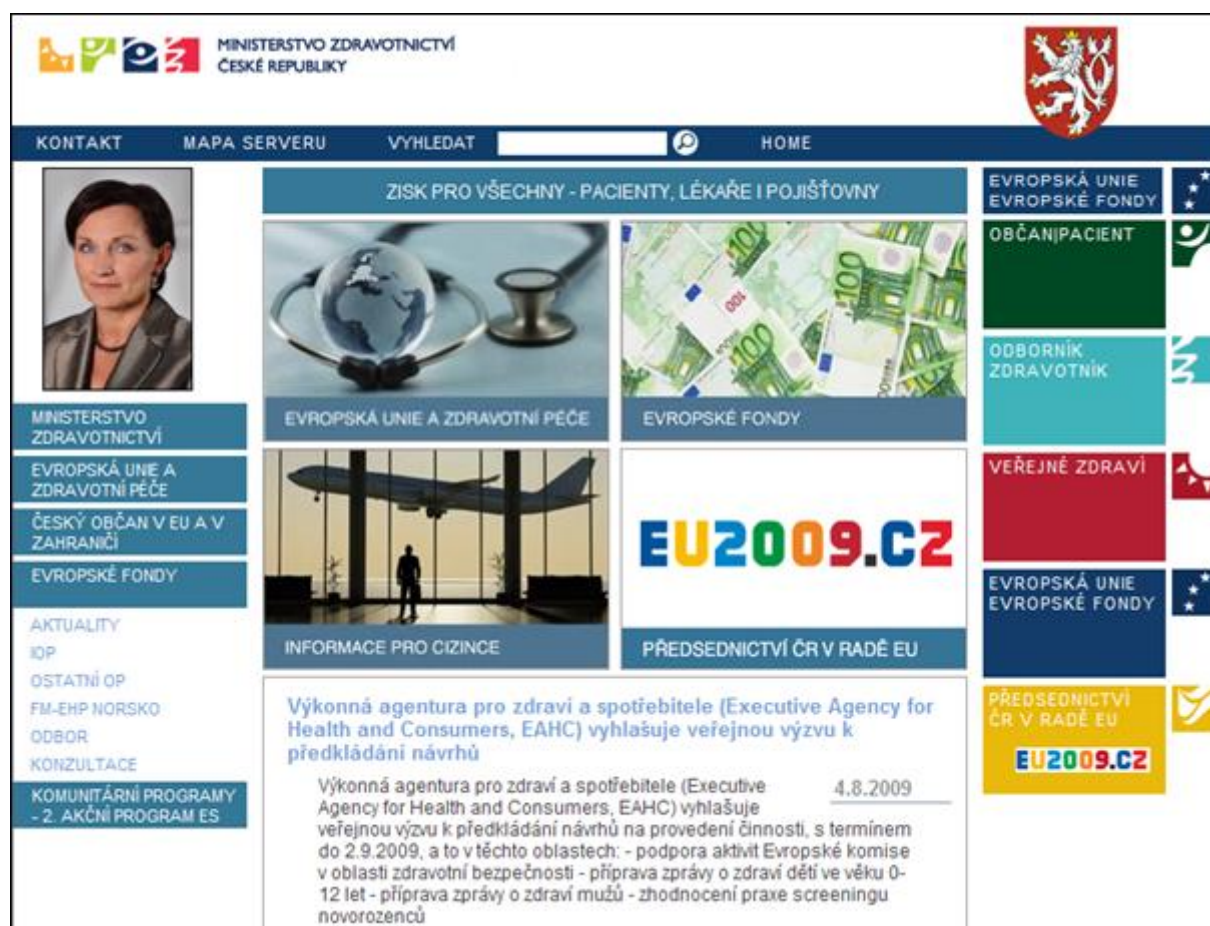 MINISTERSTVO ZDRAVOTNICTVÍ
ČESKÉ REPUBLIKY
KONTAKT
MAPA SERVERU
VYHLEDAT
HOME
MINISTERSTVO
ZDRAVOTNICTVÍ
EVROPSKÁ UNIE A
ZDRAVOTNÍ PÉČE
ČESKÝ OBČAN V EU A V
ZAHRANIČÍ
EVROPSKÉ FONDY
AKTUALITY
IOP
OSTATNÍ OP
FM-EHP NORSKO
ODBOR
KONZULTACE
KOMUNITÁRNÍ PROGRAMY
- 2. AKČNÍ PROGRAM ES
ZISK PRO VŠECHNY - PACIENTY, LÉKAŘE I POJIŠŤOVNY
EVROPSKÁ UNIE A ZDRAVOTNÍ PÉČE
100
100
100
100
100
EVROPSKÉ FONDY
INFORMACE PRO CIZINCE
EU2009.CZ
PŘEDSEDNICTVÍ ČR V RADĚ EU
Výkonná agentura pro zdraví a spotřebitele (Executive Agency for
Health and Consumers, EAHC) vyhlašuje veřejnou výzvu k
předkládání návrhů
Výkonná agentura pro zdraví a spotřebitele (Executive
4.8.2009
Agency for Health and Consumers, EAHC) vyhlašuje
veřejnou výzvu k předkládání návrhů na provedení činnosti, s termínem
do 2.9.2009, a to v těchto oblastech: - podpora aktivit Evropské komise
v oblasti zdravotní bezpečnosti - příprava zprávy o zdraví dětí ve věku 0-
12 let - příprava zprávy o zdraví mužů - zhodnocení praxe screeningu
novorozenců
EVROPSKÁ UNIE
EVROPSKÉ FONDY
OBČAN|PACIENT
ODBORNÍK
ZDRAVOTNÍK
VEŘEJNÉ ZDRAVÍ
EVROPSKÁ UNIE
EVROPSKÉ FONDY
PŘEDSEDNICTVÍ
ČR V RADĚ EU
EU2009.CZ